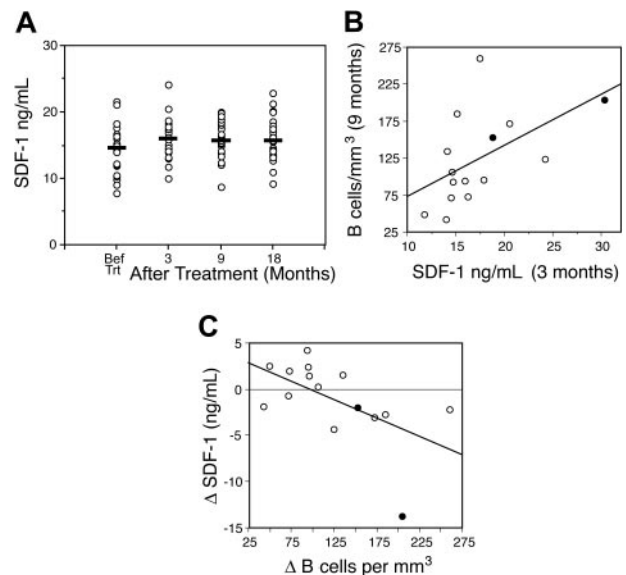 A
30
20
10
0
SDF-1 ng/mL
Bef
Trt
3
9
18
After Treatment (Months)
B
275
225
175
125
75
25
B cells/mm³ (9 months)
10
15
20
25
30
SDF-1 ng/mL (3 months)
C
5
0
-5
-10
-15
Δ SDF-1 (ng/mL)
25
75
125
175
225
275
Δ B cells per mm³